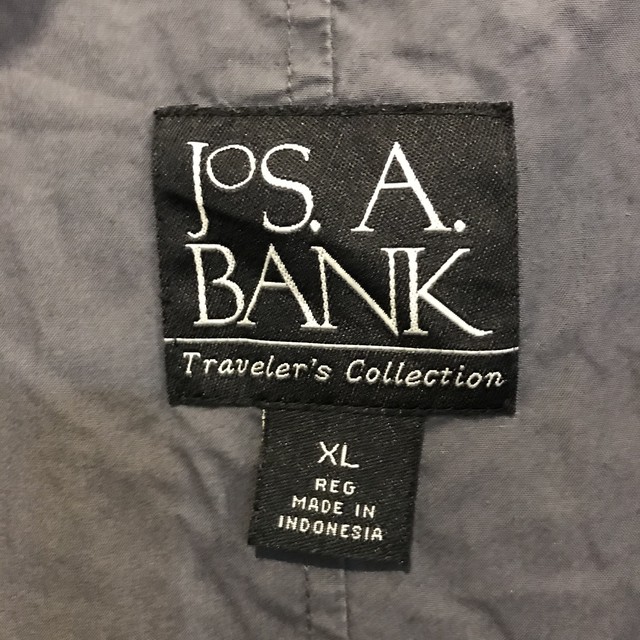 JOS. A.
BANK
Traveler's Collection
XL
REG
MADE IN
INDONESIA